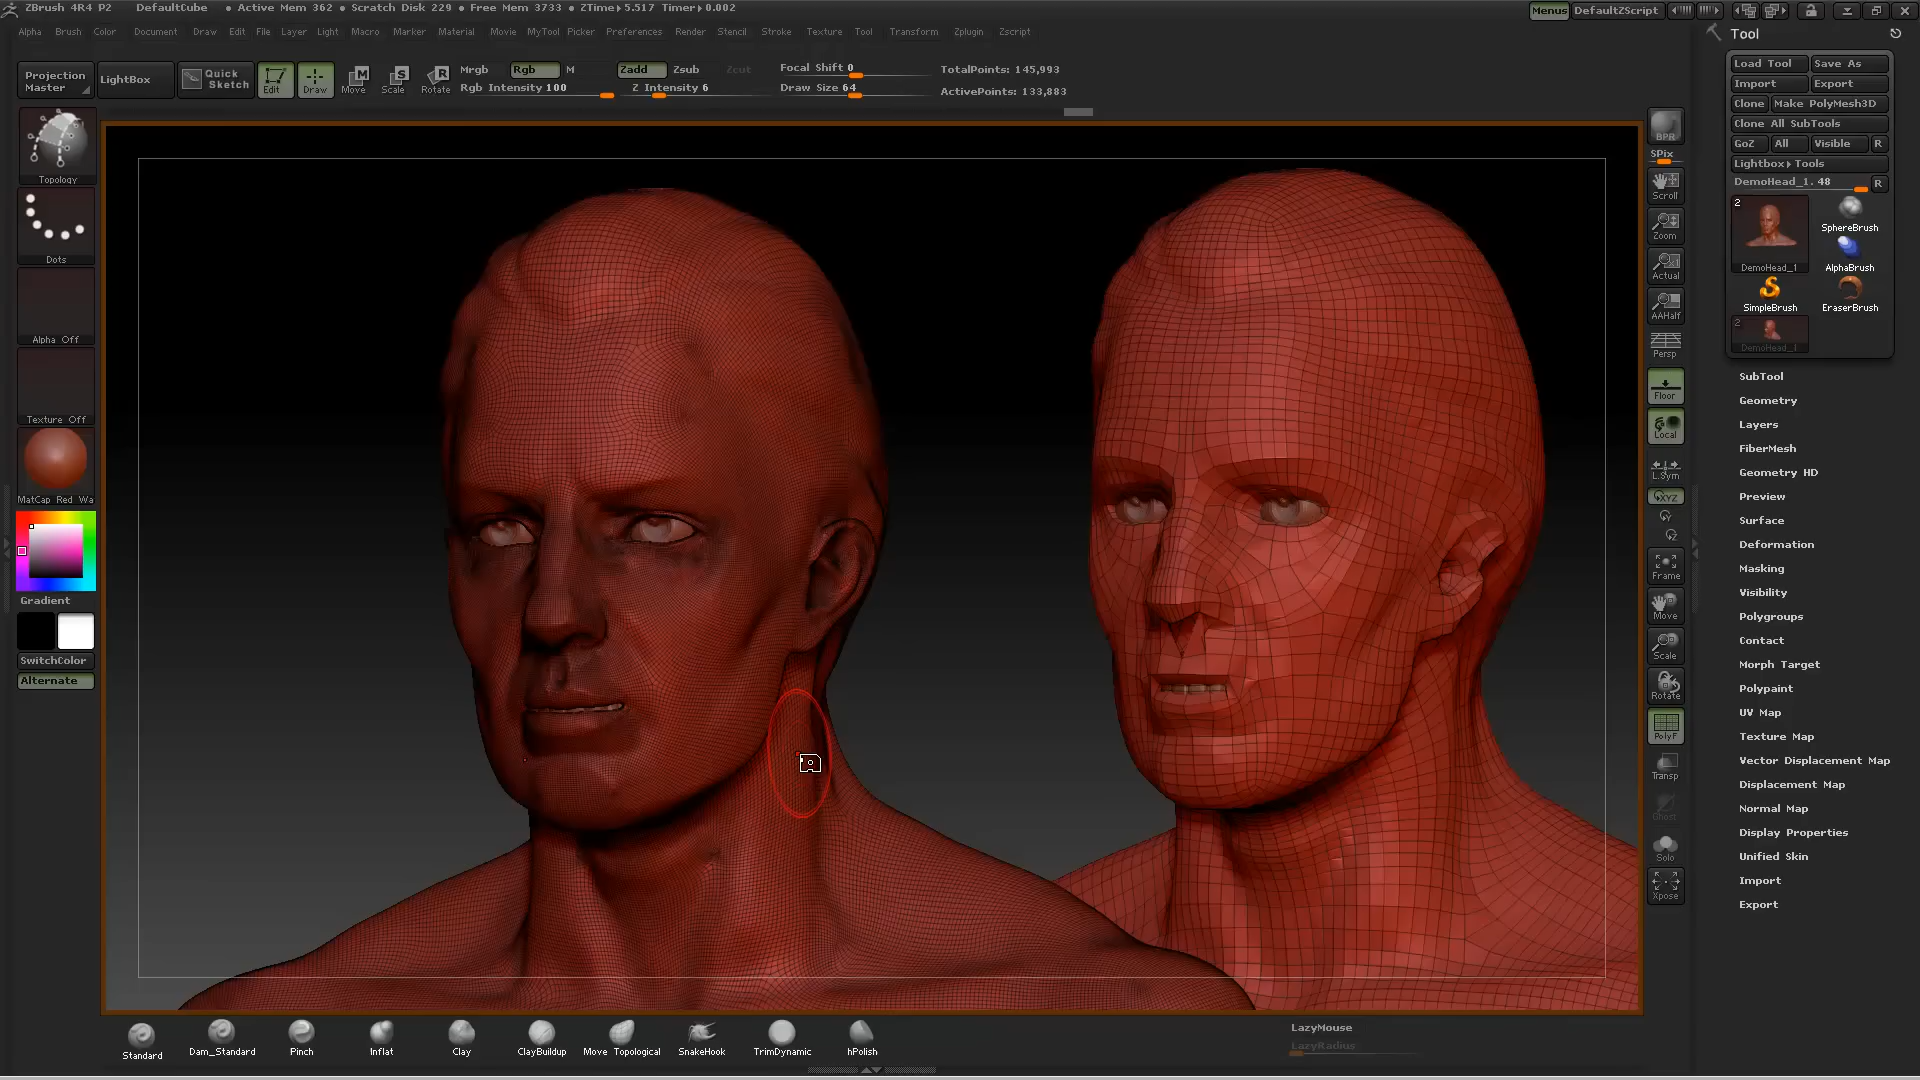 ZBrush 4R4 P2 DefaultCube • Active Mem 362 • Scratch Disk 229 • Free Mem 3733 • ZTime▸5.517 Timer▸0.002 Menus DefaultZScript
Alpha Brush Color Document Draw Edit File Layer Light Macro Marker Material Movie MyTool Picker Preferences Render Stencil Stroke Texture Tool Transform Zplugin Zscript
Projection Master
LightBox
Quick Sketch
Edit
Draw
Move
Scale
Rotate
Mrgb Rgb M
Rgb Intensity 100
Zadd Zsub Zcut
Z Intensity 6
Focal Shift 0
Draw Size 64
TotalPoints: 145,993
ActivePoints: 133,883
Topology
Dots
Alpha Off
Texture Off
MatCap Red Wa
Gradient
SwitchColor
Alternate
BPR
SPix
Scroll
Zoom
Actual
AAHalf
Persp
Floor
Local
L.Sym
XYZ
Frame
Move
Scale
Rotate
PolyF
Transp
Ghost
Solo
Xpose
Tool
Load Tool Save As
Import Export
Clone Make PolyMesh3D
Clone All SubTools
GoZ All Visible R
Lightbox▸Tools
DemoHead_1. 48 R
2
DemoHead_1
SphereBrush
AlphaBrush
SimpleBrush
EraserBrush
2
DemoHead_1
SubTool
Geometry
Layers
FiberMesh
Geometry HD
Preview
Surface
Deformation
Masking
Visibility
Polygroups
Contact
Morph Target
Polypaint
UV Map
Texture Map
Vector Displacement Map
Displacement Map
Normal Map
Display Properties
Unified Skin
Import
Export
Standard
Dam_Standard
Pinch
Inflat
Clay
ClayBuildup
Move Topological
SnakeHook
TrimDynamic
hPolish
LazyMouse
LazyRadius